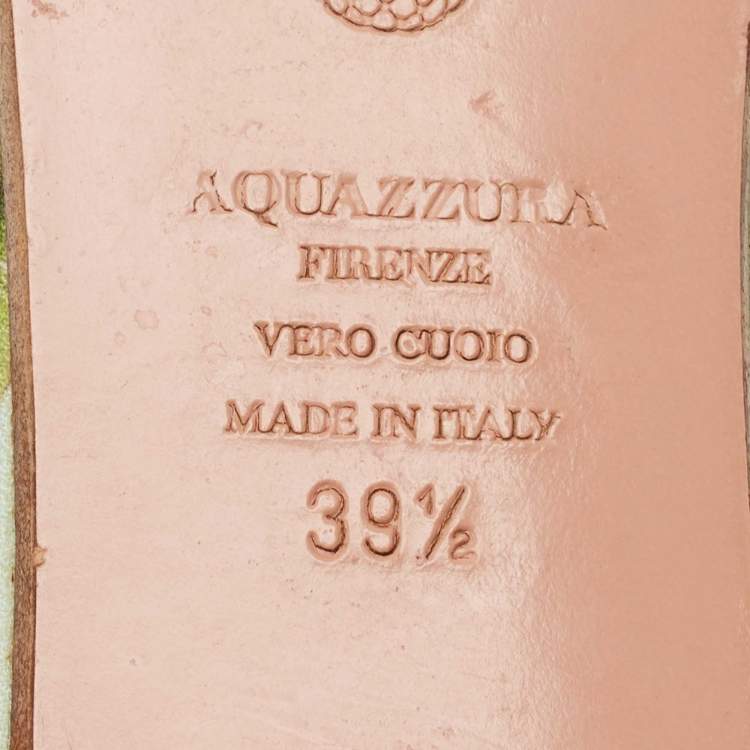 AQUAZZURA
FIRENZE
VERO CUOIO
MADE IN ITALY
39½